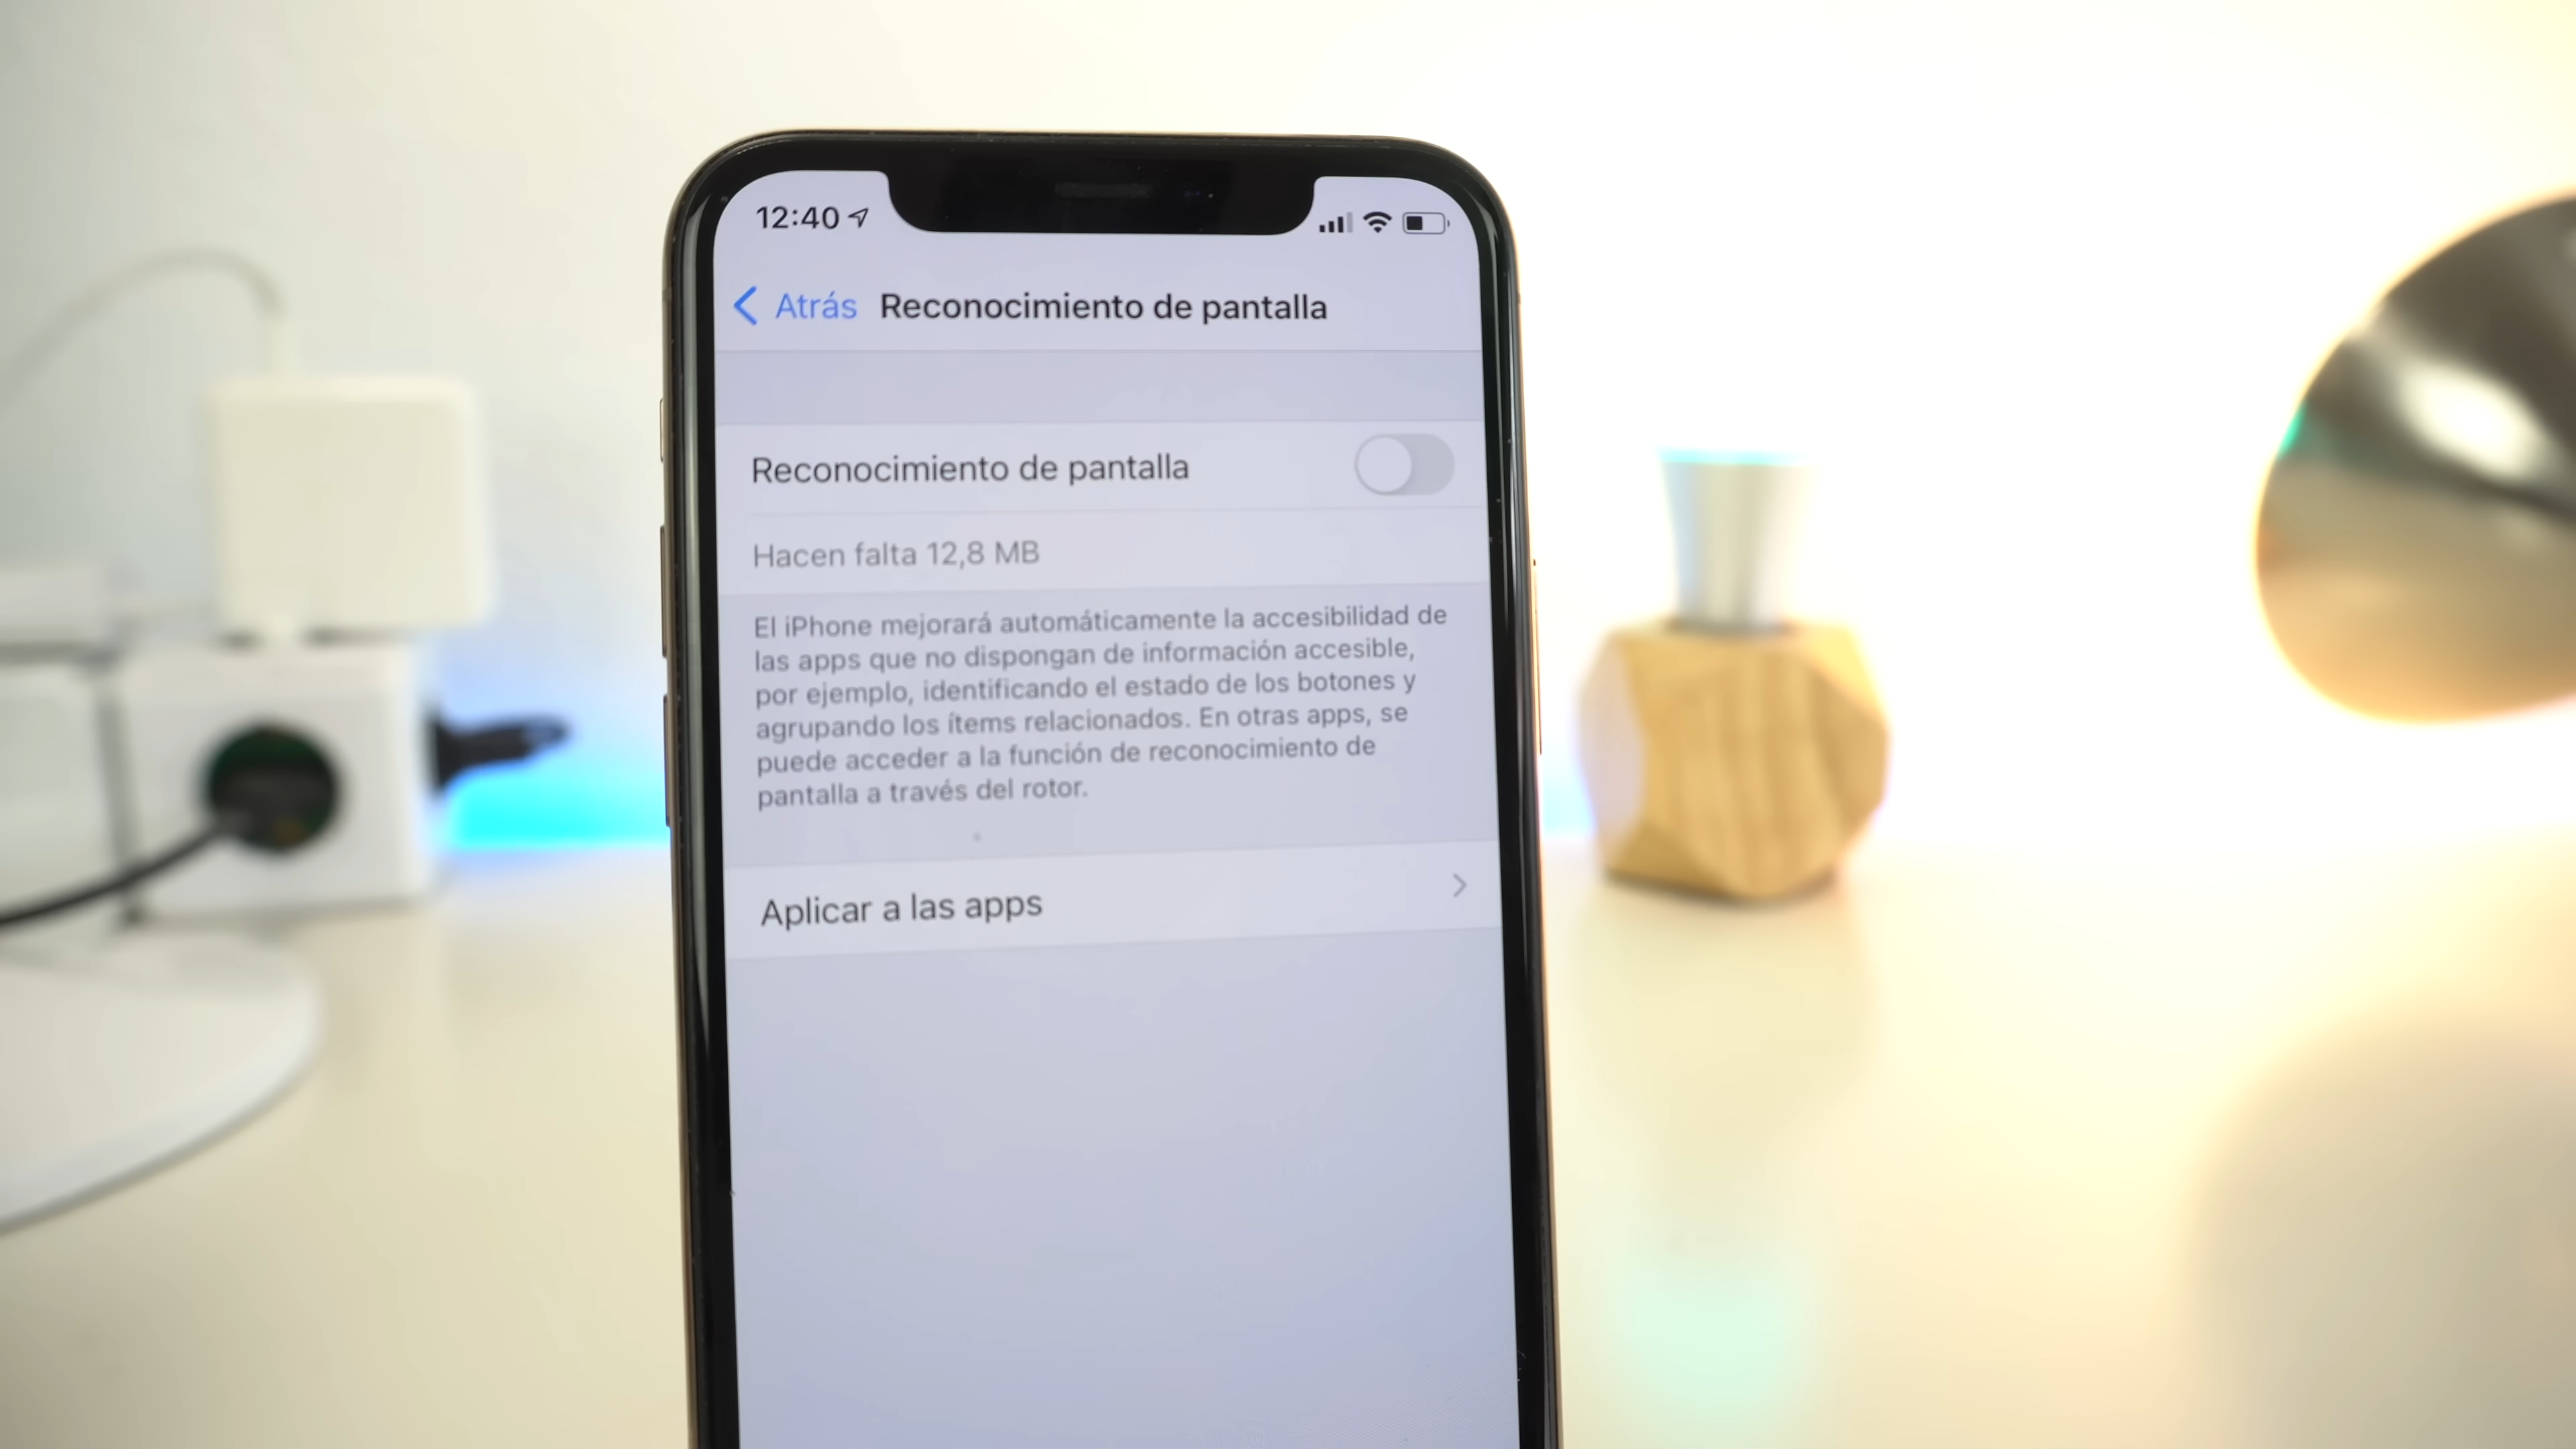 12:40
Atrás Reconocimiento de pantalla
Reconocimiento de pantalla
Hacen falta 12,8 MB
El iPhone mejorará automáticamente la accesibilidad de
las apps que no dispongan de información accesible,
por ejemplo, identificando el estado de los botones y
agrupando los ítems relacionados. En otras apps, se
puede acceder a la función de reconocimiento de
pantalla a través del rotor.
Aplicar a las apps